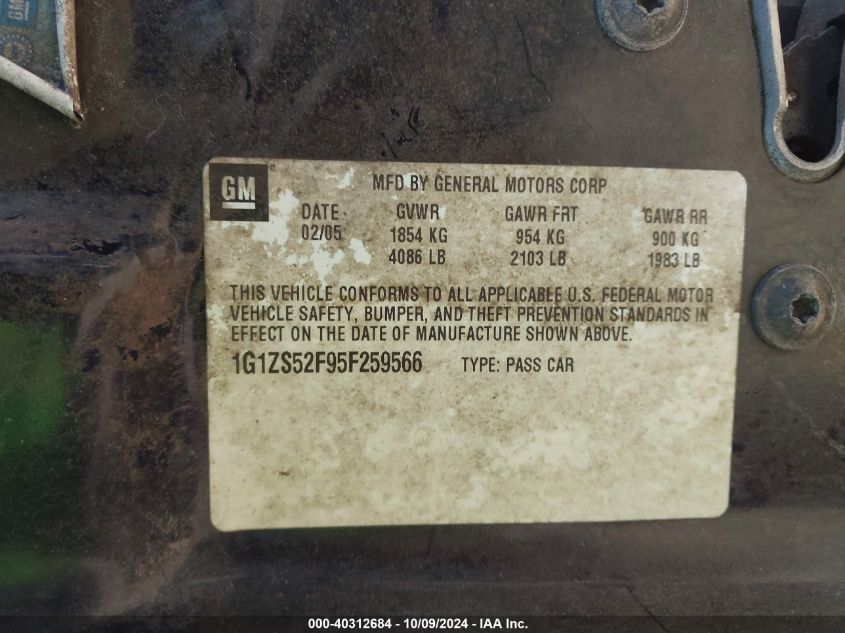 GM
GM ® MFD BY GENERAL MOTORS CORP
DATE GVWR GAWR FRT GAWR RR
02/05 1854 KG 954 KG 900 KG
4086 LB 2103 LB 1983 LB
THIS VEHICLE CONFORMS TO ALL APPLICABLE U.S. FEDERAL MOTOR
VEHICLE SAFETY, BUMPER, AND THEFT PREVENTION STANDARDS IN
EFFECT ON THE DATE OF MANUFACTURE SHOWN ABOVE.
1G1ZS52F95F259566 TYPE: PASS CAR
000-40312684 - 10/09/2024 - IAA Inc.